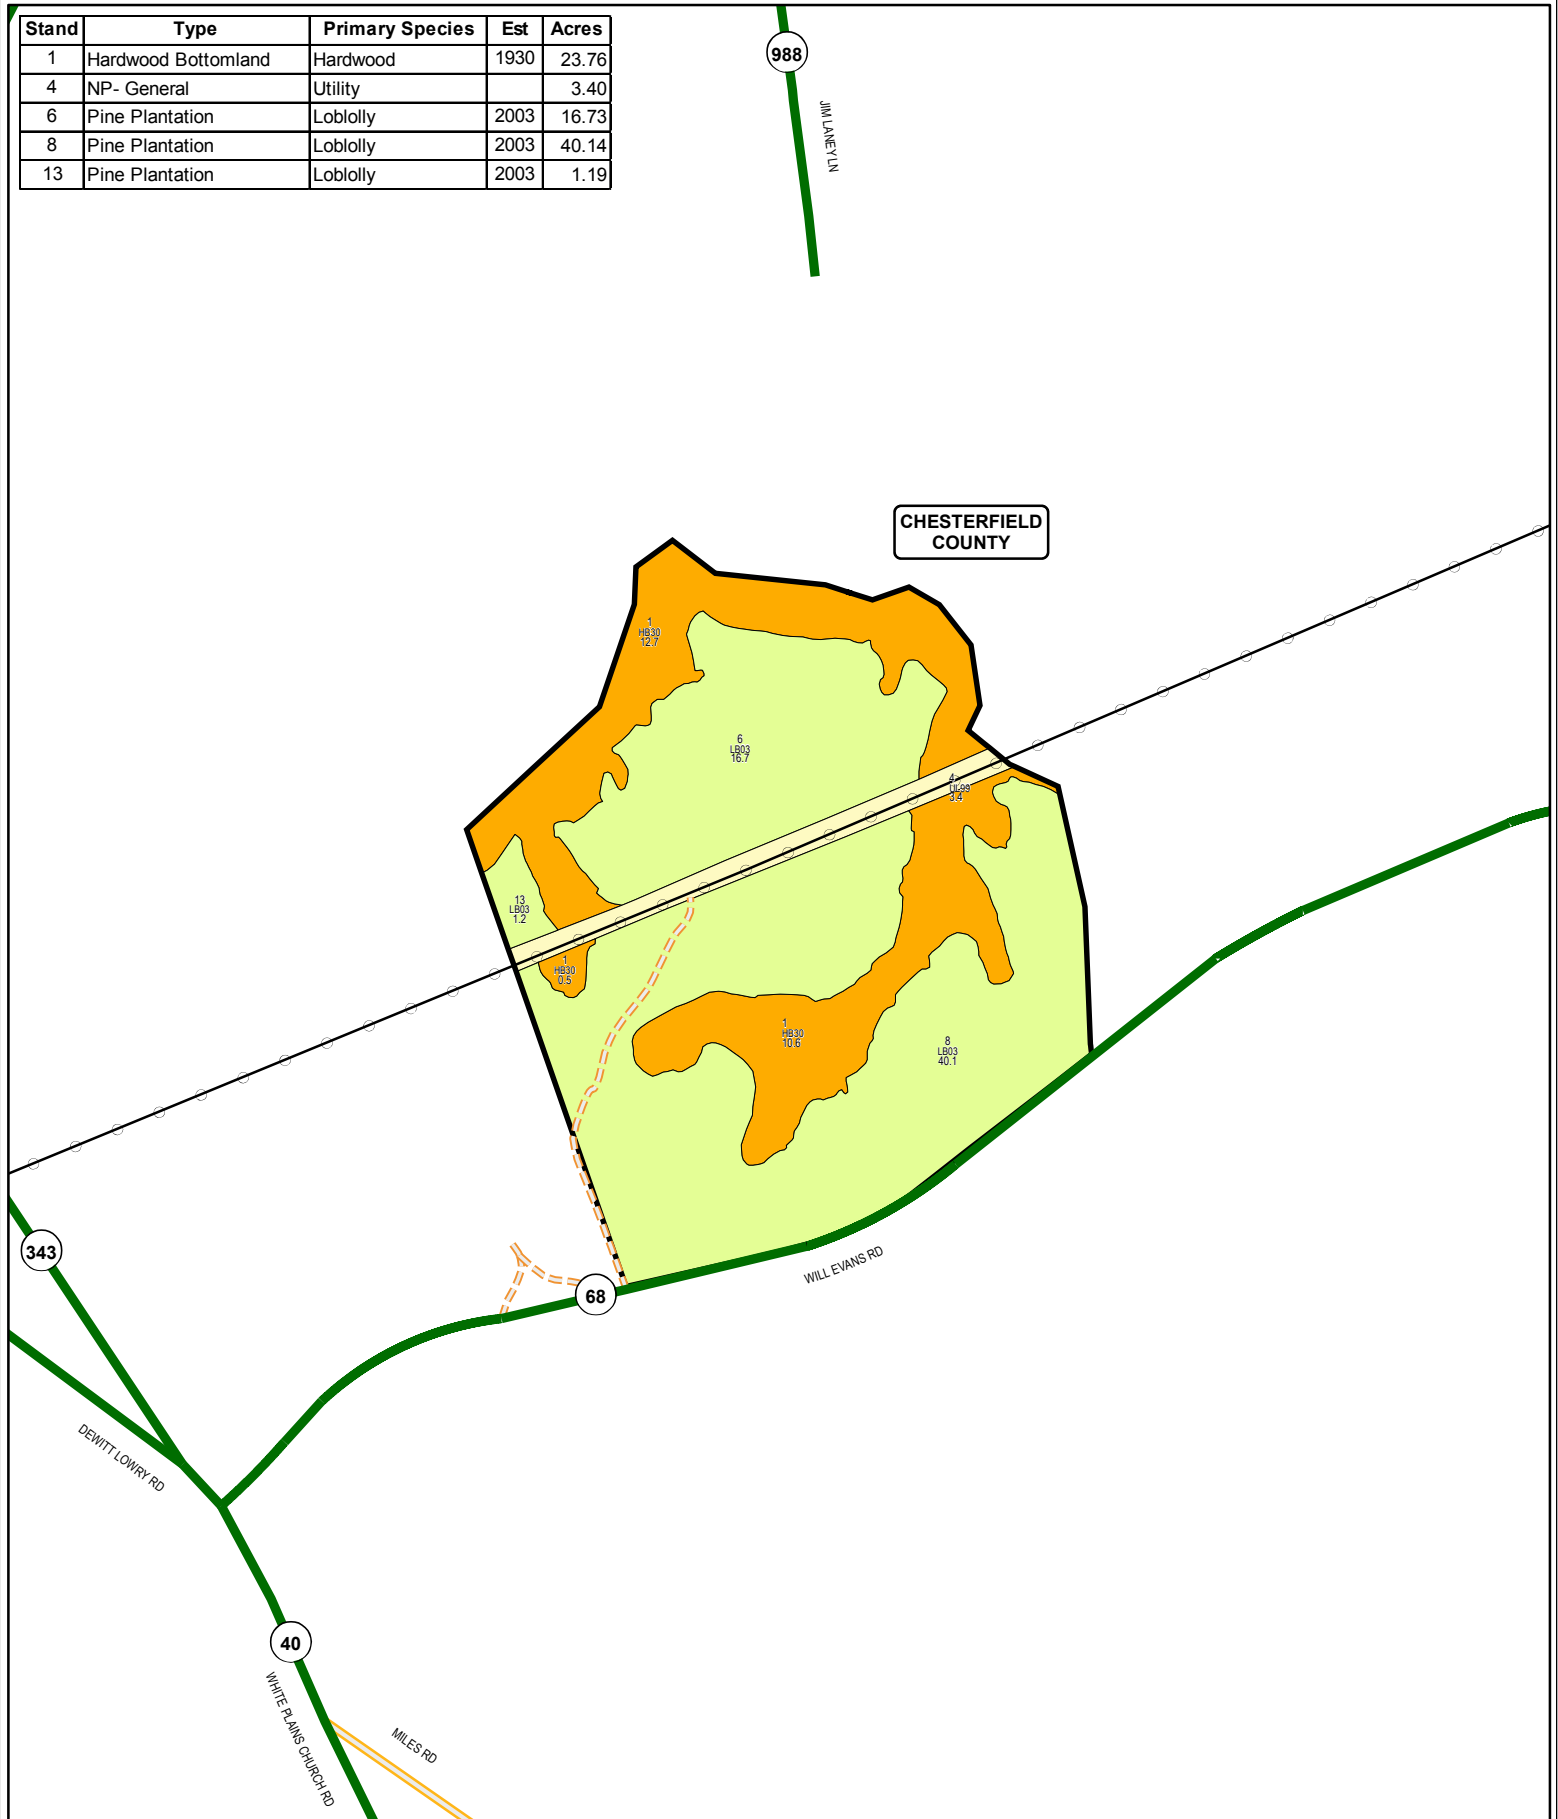 Stand Type Primary Species Est Acres
1 Hardwood Bottomland Hardwood 1930 23.76
4 NP- General Utility 3.40
6 Pine Plantation Loblolly 2003 16.73
8 Pine Plantation Loblolly 2003 40.14
13 Pine Plantation Loblolly 2003 1.19
988
JIM LANEY LN
CHESTERFIELD
COUNTY
1
HB30
12.7
6
LB03
16.7
4
UL99
3.4
13
LB03
1.2
1
HB30
0.5
1
HB30
10.6
8
LB03
40.1
343
WILL EVANS RD
68
DEWITT LOWRY RD
40
WHITE PLAINS CHURCH RD
MILES RD